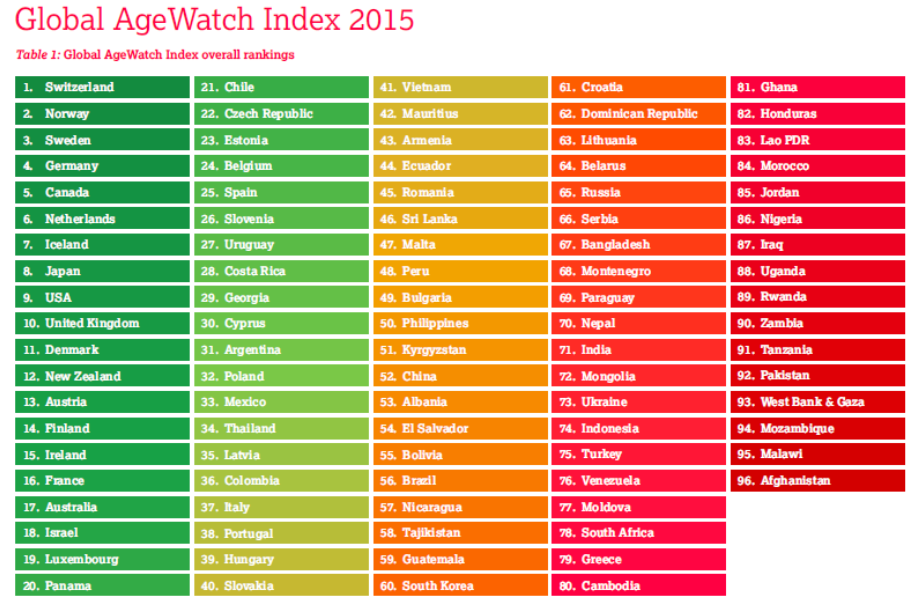 Global AgeWatch Index 2015
Table 1: Global AgeWatch Index overall rankings
1. Switzerland
2. Norway
3. Sweden
4. Germany
5. Canada
6. Netherlands
7. Iceland
8. Japan
9. USA
10. United Kingdom
11. Denmark
12. New Zealand
13. Austria
14. Finland
15. Ireland
16. France
17. Australia
18. Israel
19. Luxembourg
20. Panama
21. Chile
22. Czech Republic
23. Estonia
24. Belgium
25. Spain
26. Slovenia
27. Uruguay
28. Costa Rica
29. Georgia
30. Cyprus
31. Argentina
32. Poland
33. Mexico
34. Thailand
35. Latvia
36. Colombia
37. Italy
38. Portugal
39. Hungary
40. Slovakia
41. Vietnam
42. Mauritius
43. Armenia
44. Ecuador
45. Romania
46. Sri Lanka
47. Malta
48. Peru
49. Bulgaria
50. Philippines
51. Kyrgyzstan
52. China
53. Albania
54. El Salvador
55. Bolivia
56. Brazil
57. Nicaragua
58. Tajikistan
59. Guatemala
60. South Korea
61. Croatia
62. Dominican Republic
63. Lithuania
64. Belarus
65. Russia
66. Serbia
67. Bangladesh
68. Montenegro
69. Paraguay
70. Nepal
71. India
72. Mongolia
73. Ukraine
74. Indonesia
75. Turkey
76. Venezuela
77. Moldova
78. South Africa
79. Greece
80. Cambodia
81. Ghana
82. Honduras
83. Lao PDR
84. Morocco
85. Jordan
86. Nigeria
87. Iraq
88. Uganda
89. Rwanda
90. Zambia
91. Tanzania
92. Pakistan
93. West Bank & Gaza
94. Mozambique
95. Malawi
96. Afghanistan